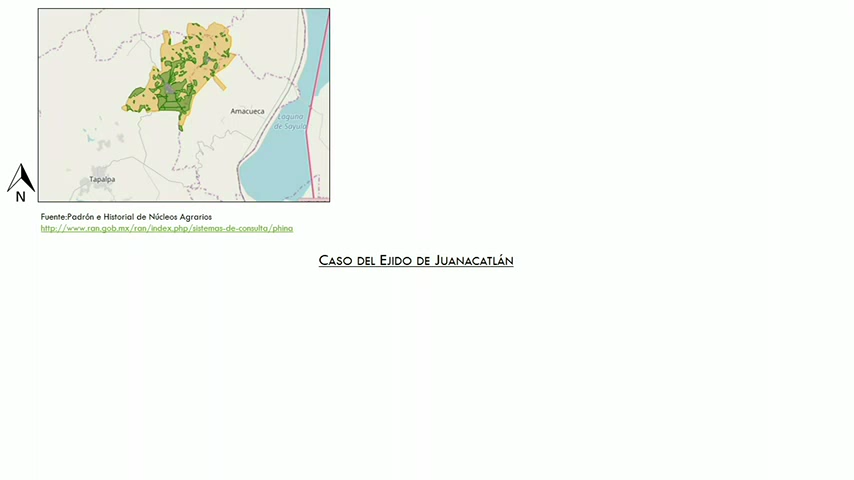 Amacueca
Laguna
de Sayula
Tapalpa
N
Fuente:Padrón e Historial de Núcleos Agrarios
http://www.ran.gob.mx/ran/index.php/sistemas-de-consulta/phina
CASO DEL EJIDO DE JUANACATLÁN